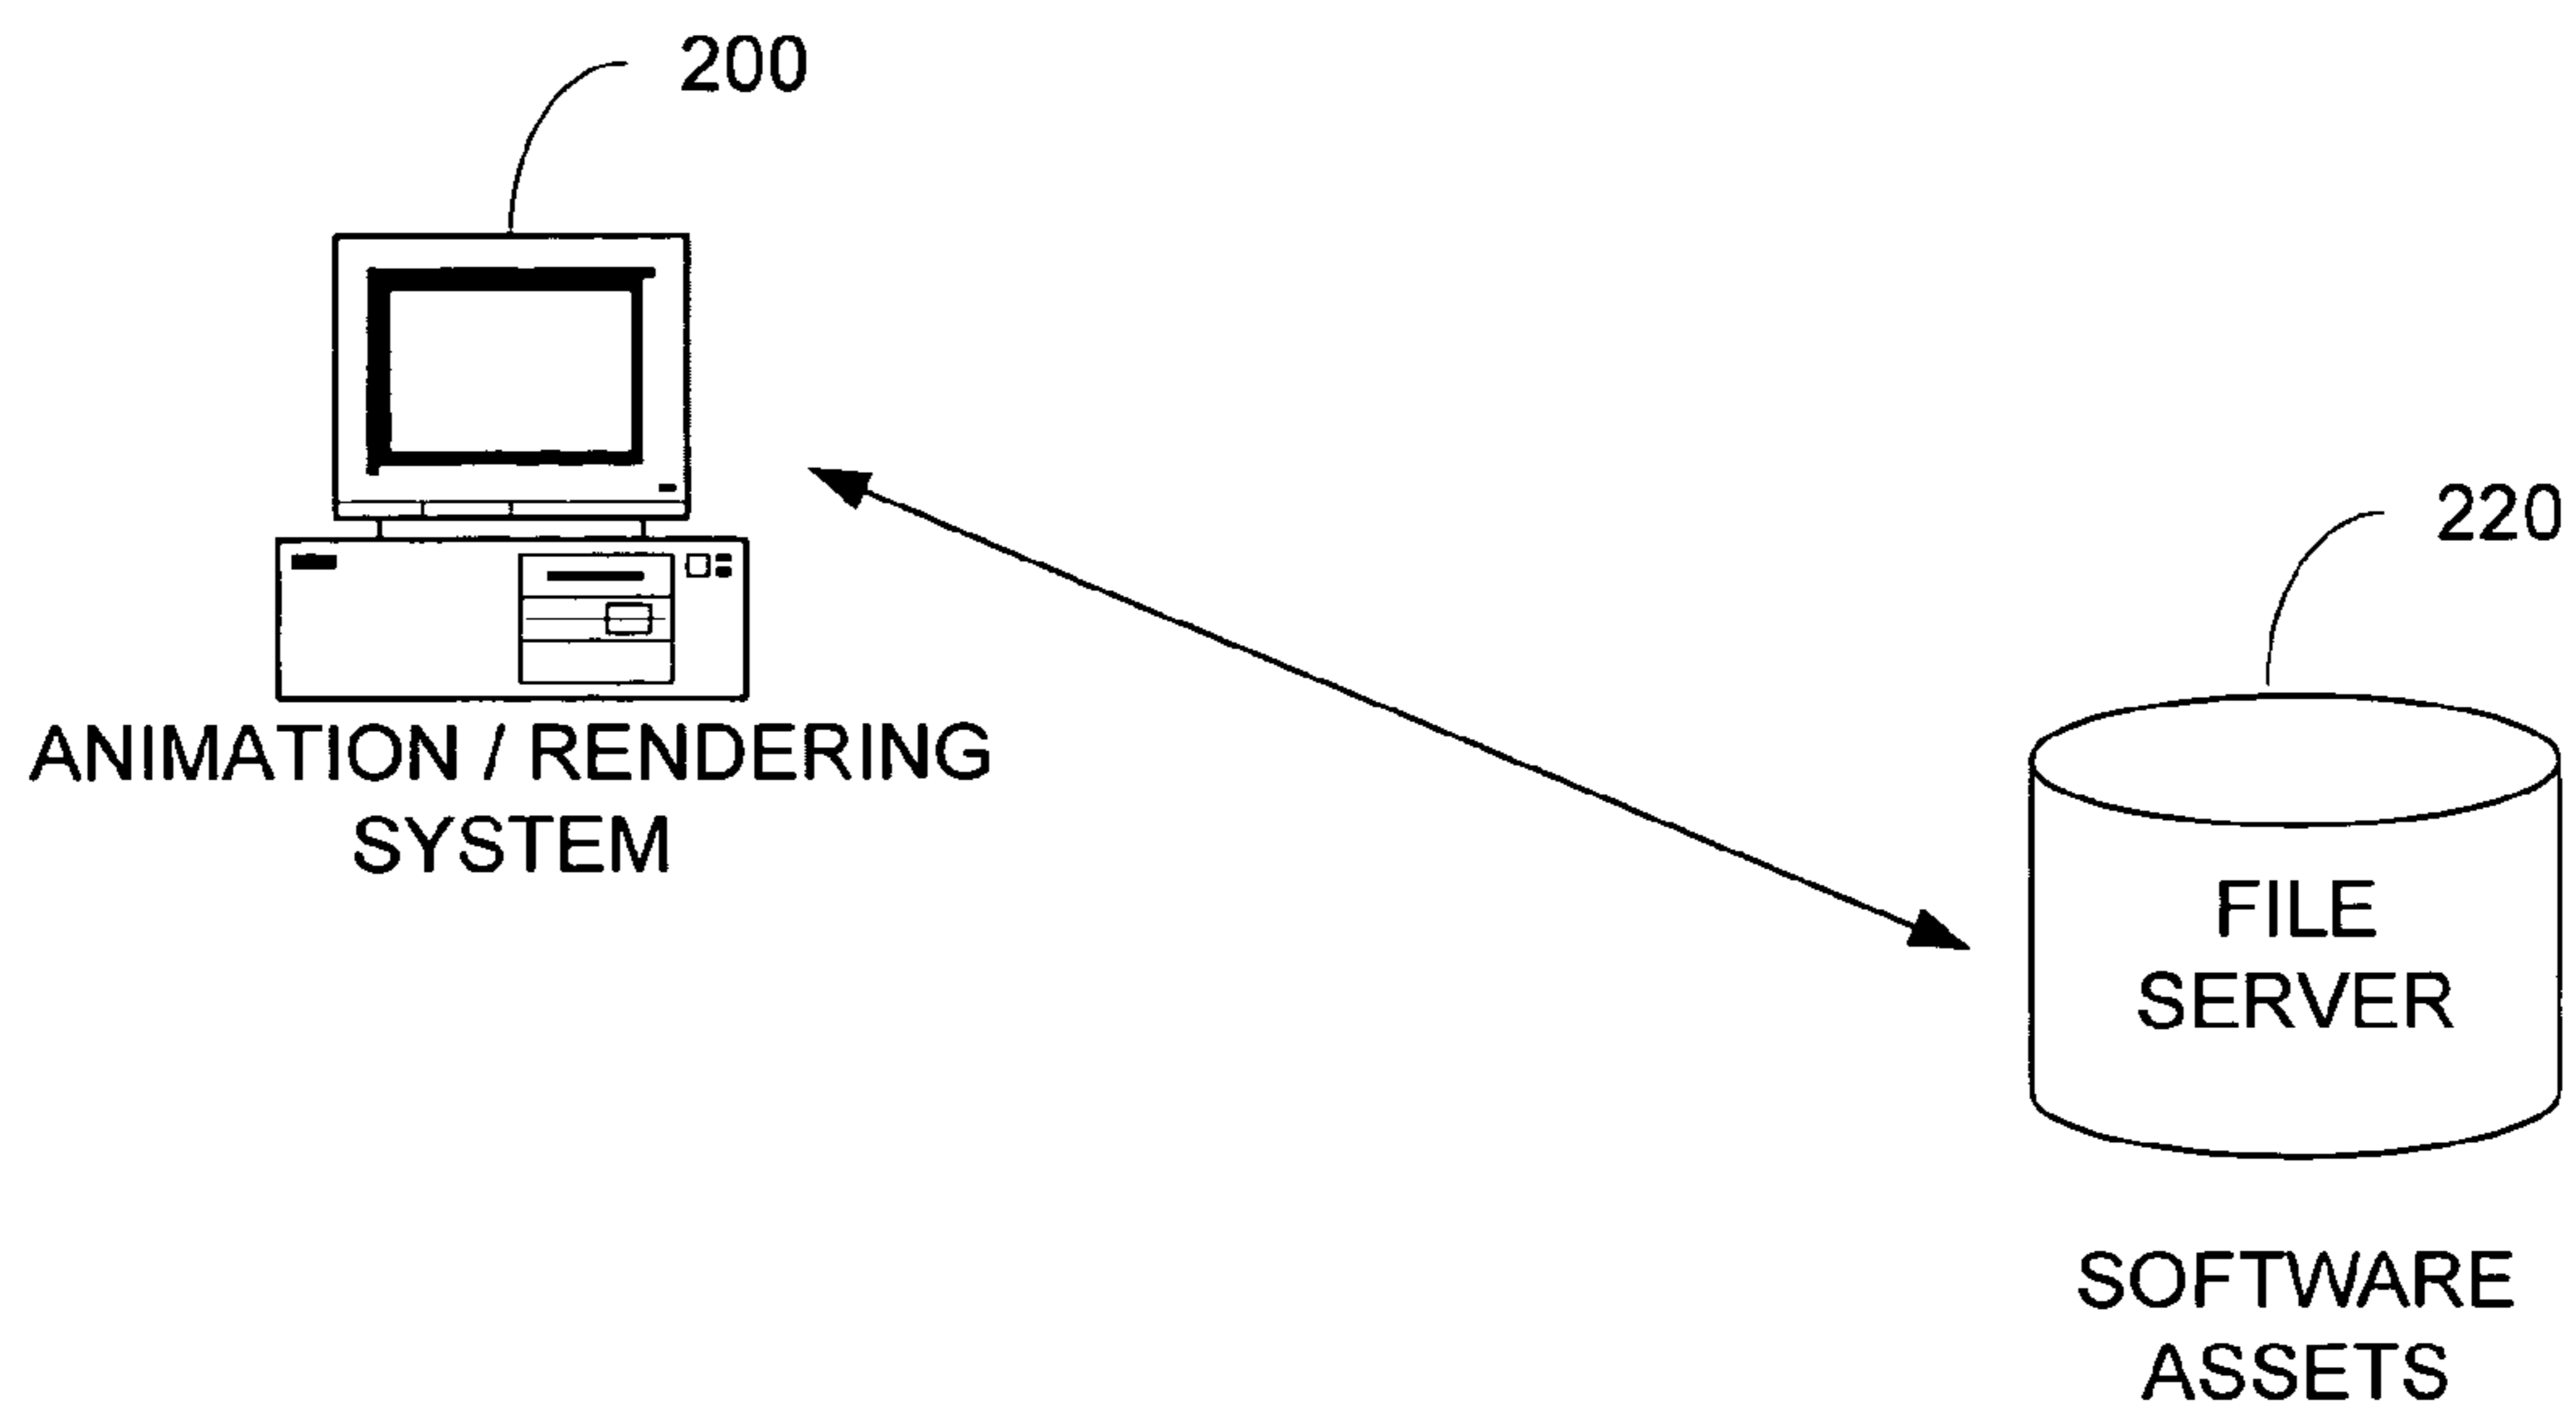 200
ANIMATION / RENDERING
SYSTEM
220
FILE
SERVER
SOFTWARE
ASSETS